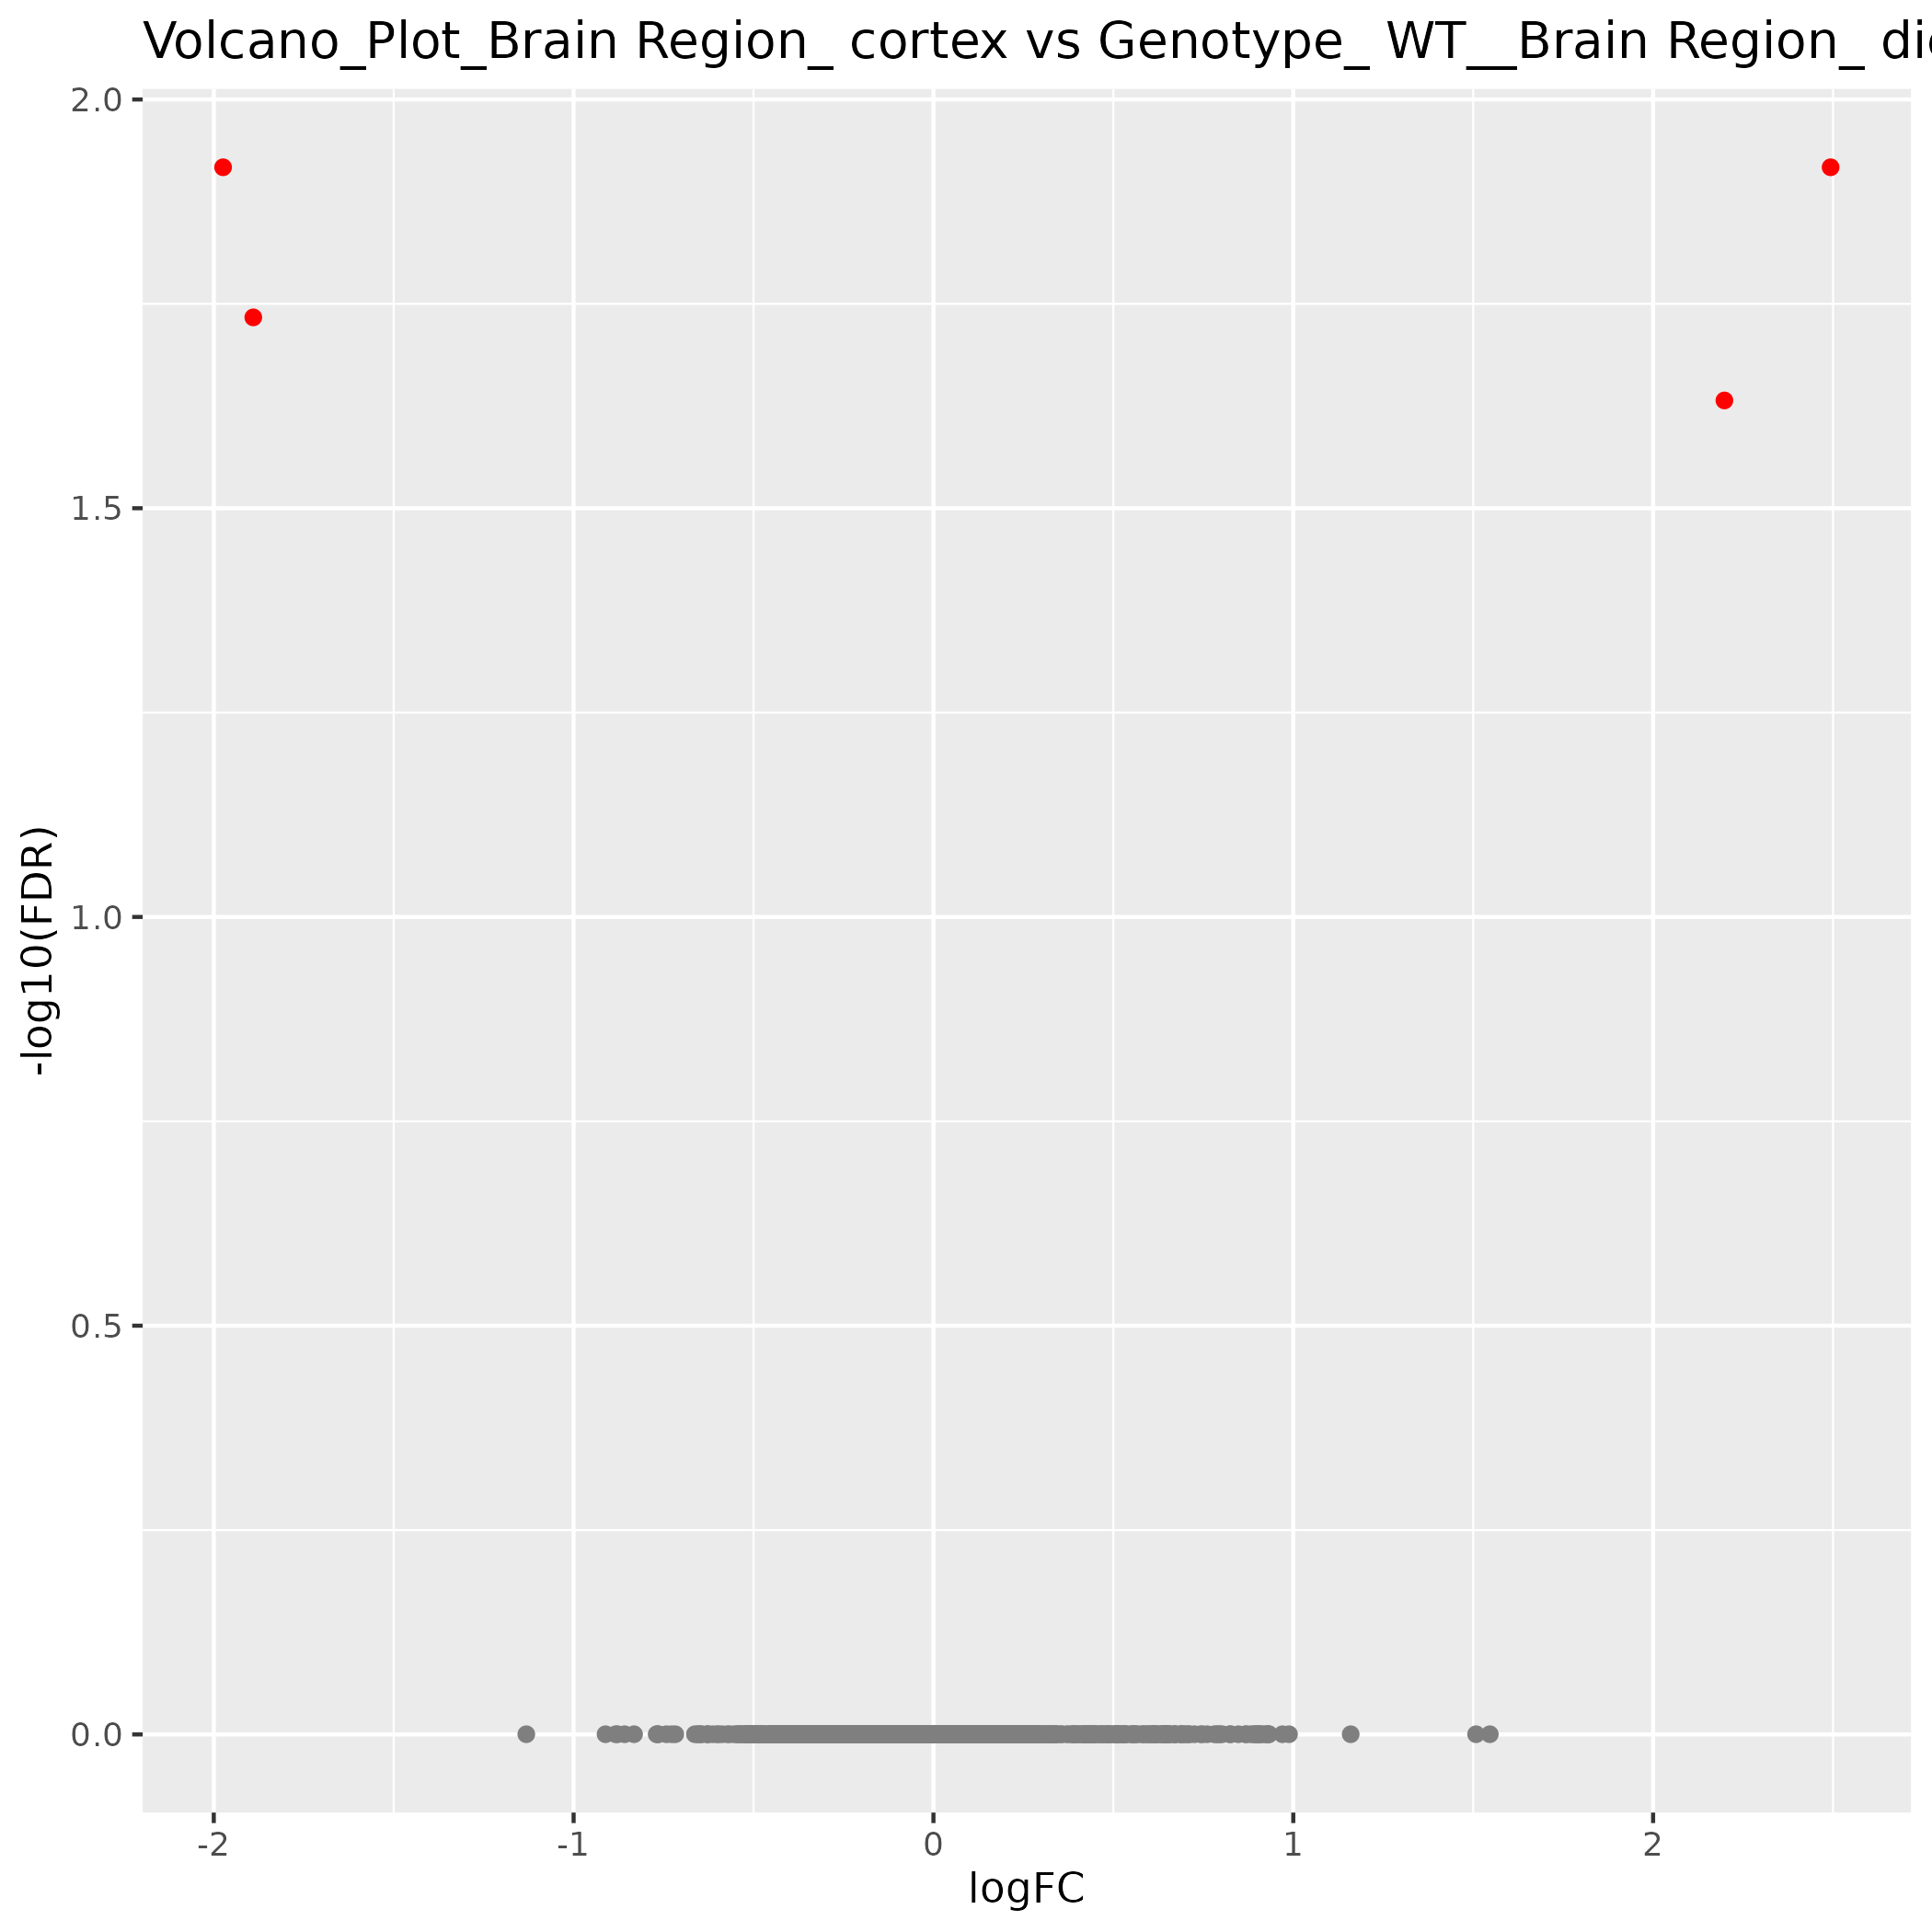 Volcano_Plot_Brain Region_ cortex vs Genotype_ WT__Brain Region_
2.0
1.5
1.0
0.5
0.0
-log10(FDR)
-2 -1 0 1 2
logFC